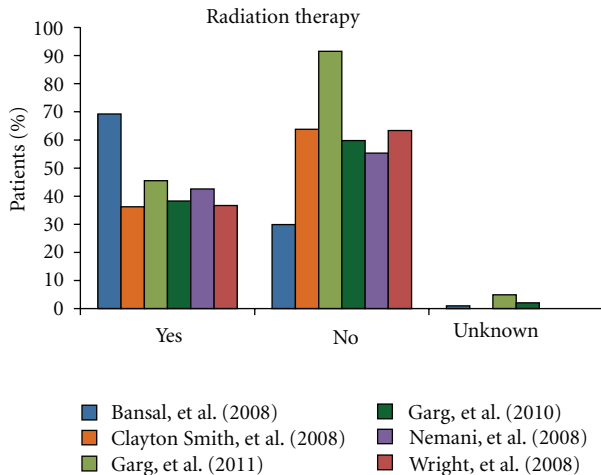 Radiation therapy
Patients (%)
100
90
80
70
60
50
40
30
20
10
0
Yes
No
Unknown
Bansal, et al. (2008)
Clayton Smith, et al. (2008)
Garg, et al. (2011)
Garg, et al. (2010)
Nemani, et al. (2008)
Wright, et al. (2008)